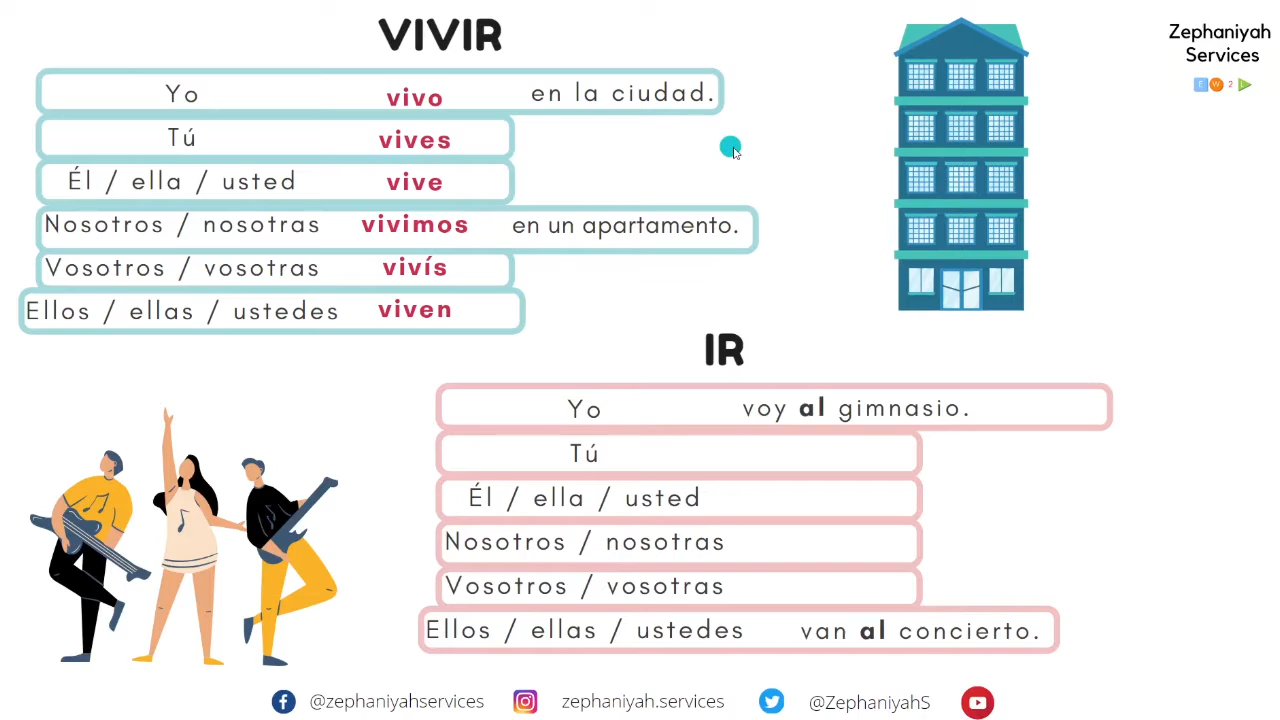 VIVIR
Zephaniyah
Services
E W 2 L
Yo vivo en la ciudad.
Tú vives
Él / ella / usted vive
Nosotros / nosotras vivimos en un apartamento.
Vosotros / vosotras vivís
Ellos / ellas / ustedes viven
IR
Yo voy al gimnasio.
Tú
Él / ella / usted
Nosotros / nosotras
Vosotros / vosotras
Ellos / ellas / ustedes van al concierto.
@zephaniyahservices zephaniyah.services @ZephaniyahS